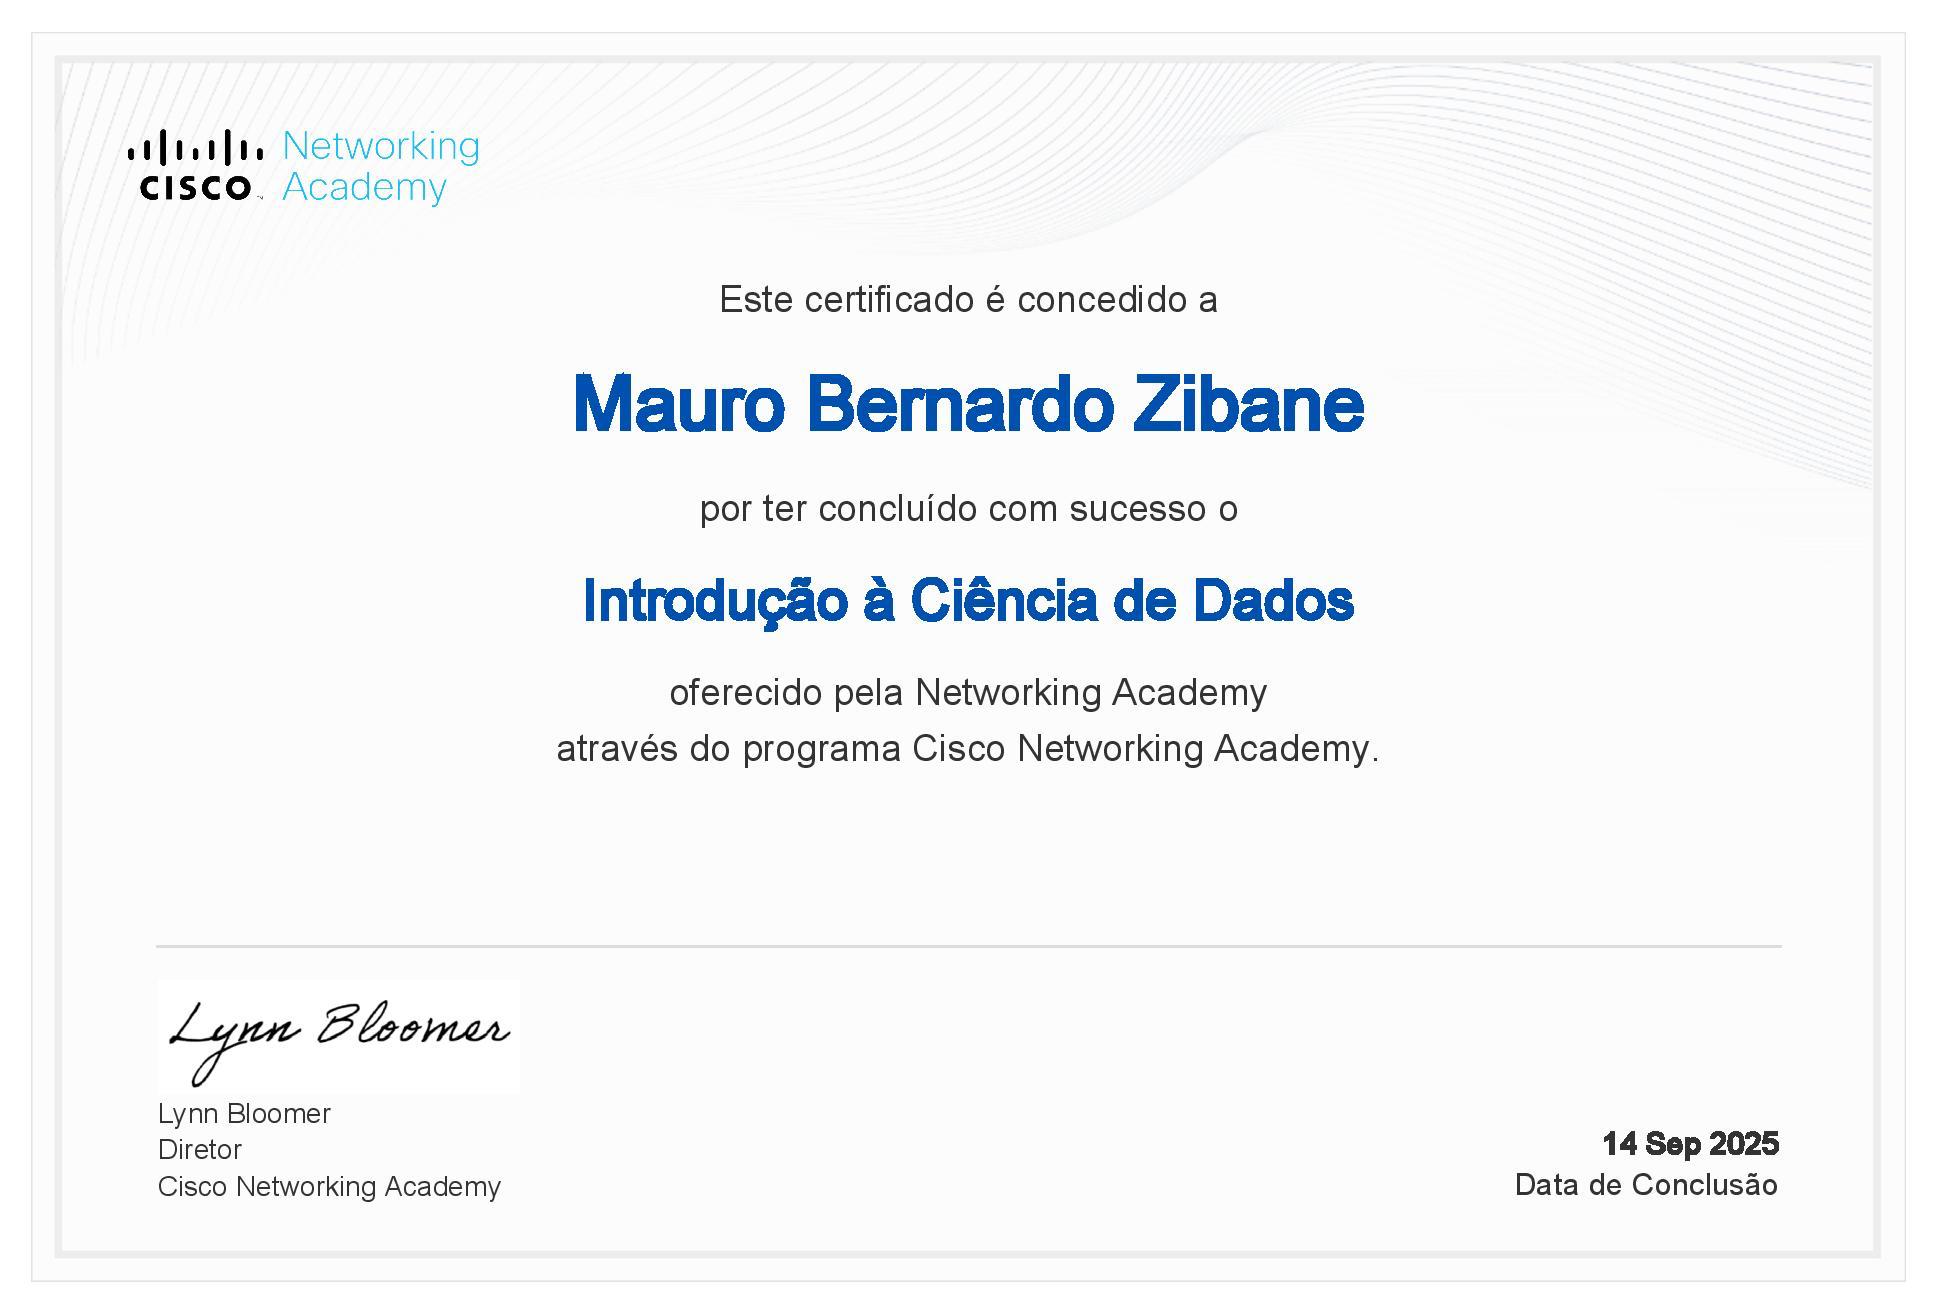 Networking
CISCO
Academy
Este certificado é concedido a
Mauro Bernardo Zibane
por ter concluído com sucesso o
Introdução à Ciência de Dados
oferecido pela Networking Academy
através do programa Cisco Networking Academy.
Lynn Bloomer
Lynn Bloomer
Diretor
Cisco Networking Academy
14 Sep 2025
Data de Conclusão